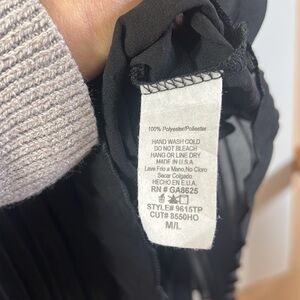 100% Polyester/Poliester
HAND WASH COLD
DO NOT BLEACH
HANG OR LINE DRY
MADE IN U.S.A
Lave Frio a Mano,No Cloro
Secar Colgado.
HECHO EN E.U.A.
RN # GA8625
STYLE# 9615TP
CUT# 8550HO
M/L